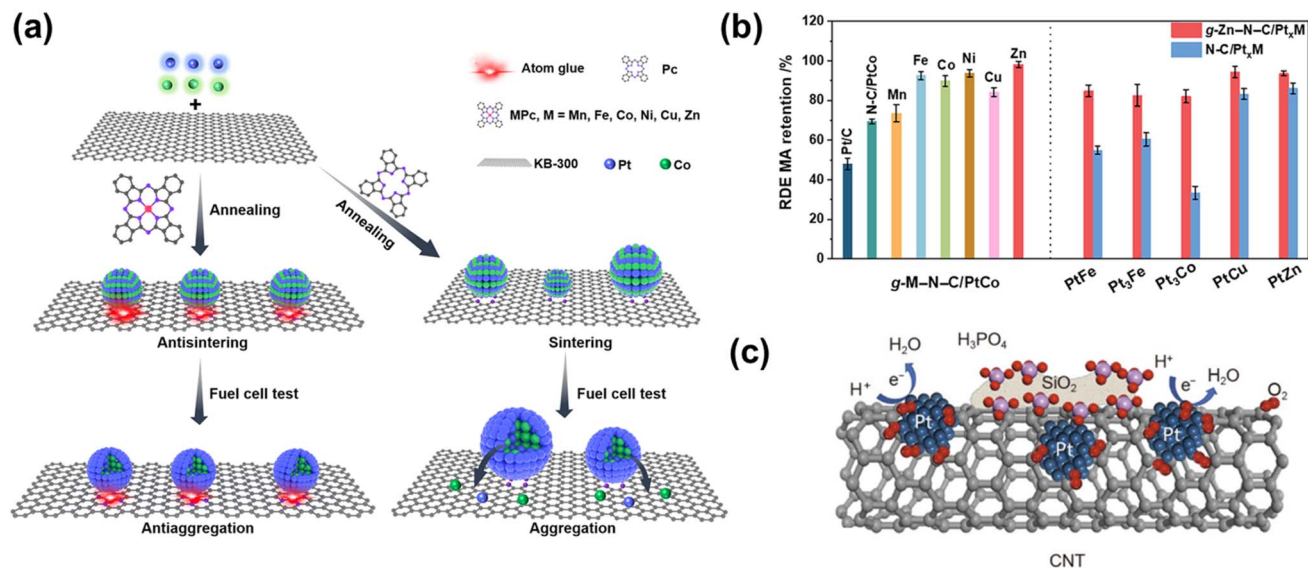 (a)
Atom glue
Pc
MPc, M = Mn, Fe, Co, Ni, Cu, Zn
KB-300
Pt
Co
+
Annealing
Annealing
Antisintering
Sintering
Fuel cell test
Fuel cell test
Antiaggregation
Aggregation
(b)
RDE MA retention /%
120
100
80
60
40
20
0
Pt/C
N-C/PtCo
Mn
Fe
Co
Ni
Cu
Zn
g-Zn–N–C/PtₓM
N-C/PtₓM
g-M–N–C/PtCo
PtFe
Pt₃Fe
Pt₃Co
PtCu
PtZn
(c)
H₂O
H₃PO₄
H⁺
e⁻
SiO₂
H⁺
e⁻
H₂O
O₂
Pt
Pt
Pt
CNT